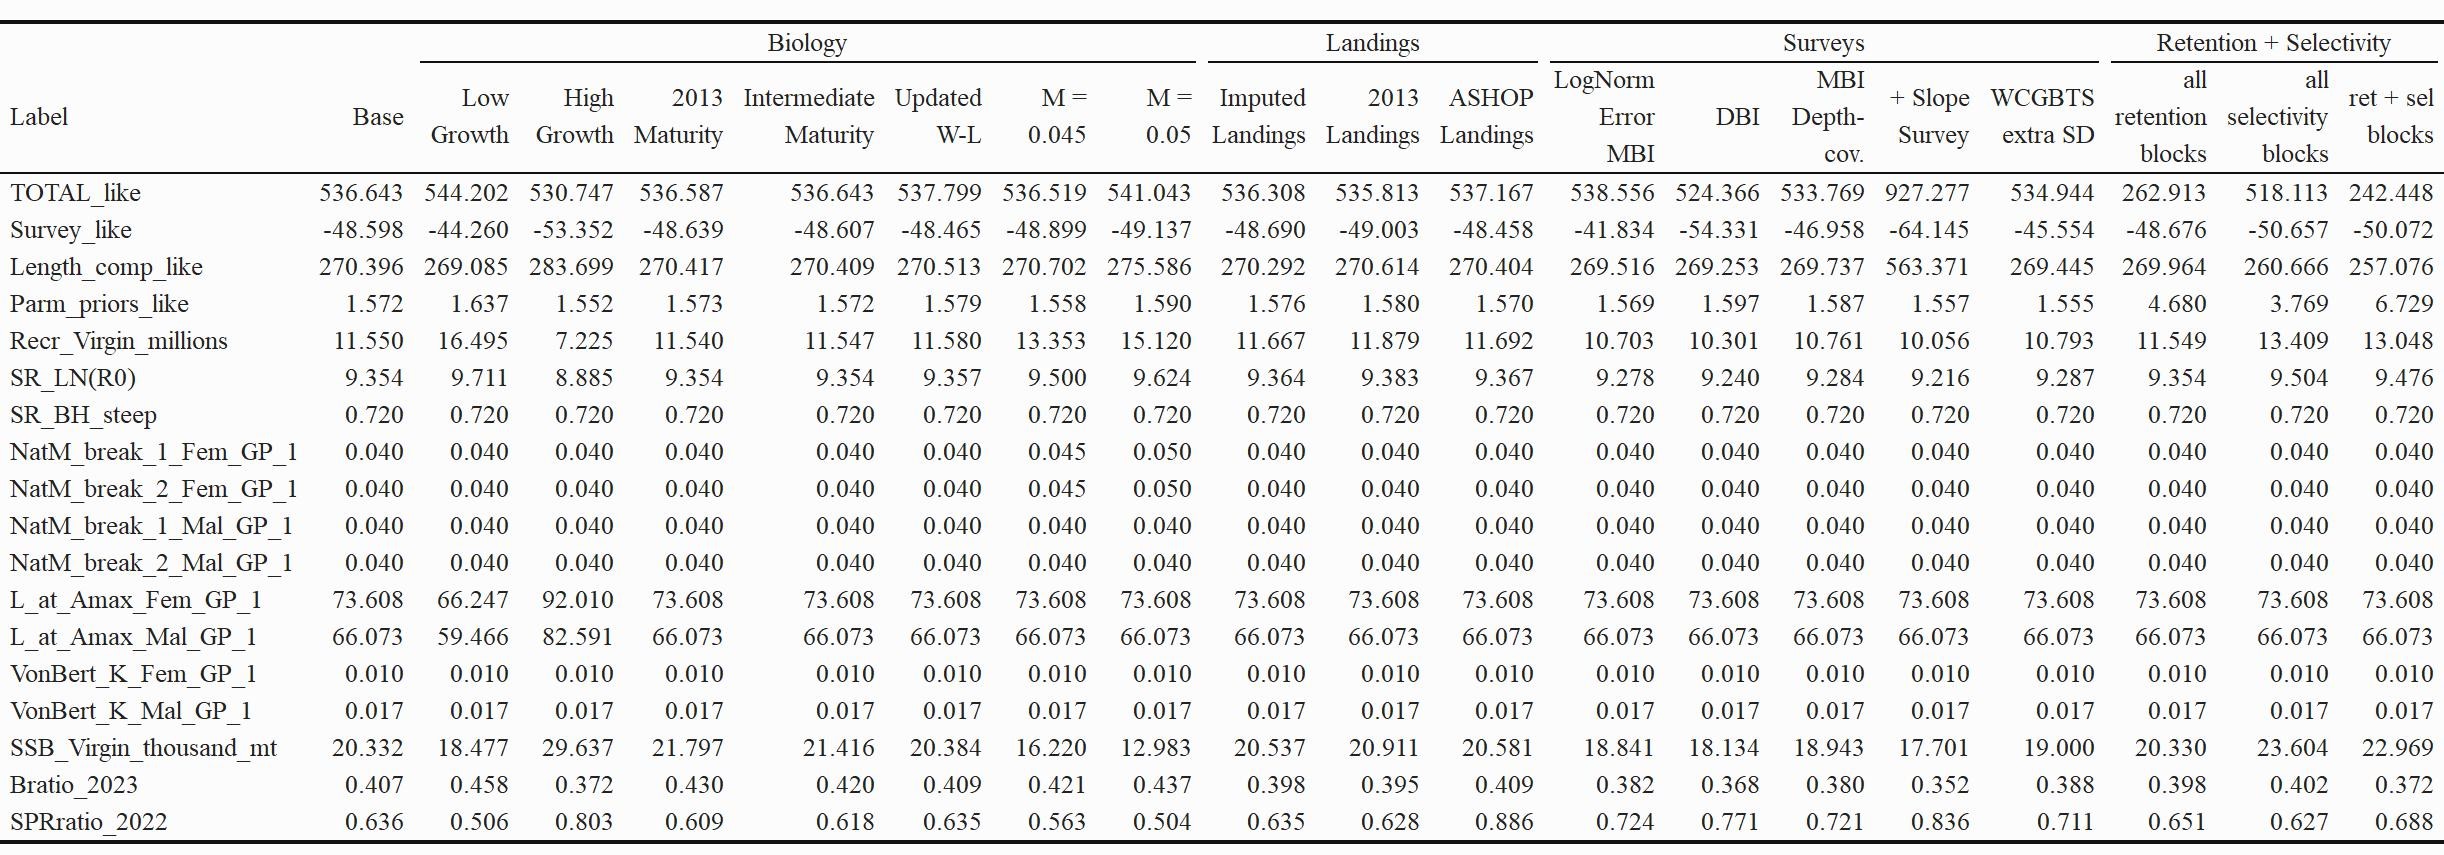 Biology Landings Surveys Retention + Selectivity
Label Base Low Growth High Growth 2013 Maturity Intermediate Maturity Updated W-L M = 0.045 M = 0.05 Imputed Landings 2013 Landings ASHOP Landings LogNorm Error MBI DBI MBI Depth-cov. + Slope Survey WCGBTS extra SD all retention blocks all selectivity blocks ret + sel blocks
TOTAL_like 536.643 544.202 530.747 536.587 536.643 537.799 536.519 541.043 536.308 535.813 537.167 538.556 524.366 533.769 927.277 534.944 262.913 518.113 242.448
Survey_like -48.598 -44.260 -53.352 -48.639 -48.607 -48.465 -48.899 -49.137 -48.690 -49.003 -48.458 -41.834 -54.331 -46.958 -64.145 -45.554 -48.676 -50.657 -50.072
Length_comp_like 270.396 269.085 283.699 270.417 270.409 270.513 270.702 275.586 270.292 270.614 270.404 269.516 269.253 269.737 563.371 269.445 269.964 260.666 257.076
Parm_priors_like 1.572 1.637 1.552 1.573 1.572 1.579 1.558 1.590 1.576 1.580 1.570 1.569 1.597 1.587 1.557 1.555 4.680 3.769 6.729
Recr_Virgin_millions 11.550 16.495 7.225 11.540 11.547 11.580 13.353 15.120 11.667 11.879 11.692 10.703 10.301 10.761 10.056 10.793 11.549 13.409 13.048
SR_LN(R0) 9.354 9.711 8.885 9.354 9.354 9.357 9.500 9.624 9.364 9.383 9.367 9.278 9.240 9.284 9.216 9.287 9.354 9.504 9.476
SR_BH_steep 0.720 0.720 0.720 0.720 0.720 0.720 0.720 0.720 0.720 0.720 0.720 0.720 0.720 0.720 0.720 0.720 0.720 0.720 0.720
NatM_break_1_Fem_GP_1 0.040 0.040 0.040 0.040 0.040 0.040 0.045 0.050 0.040 0.040 0.040 0.040 0.040 0.040 0.040 0.040 0.040 0.040 0.040
NatM_break_2_Fem_GP_1 0.040 0.040 0.040 0.040 0.040 0.040 0.045 0.050 0.040 0.040 0.040 0.040 0.040 0.040 0.040 0.040 0.040 0.040 0.040
NatM_break_1_Mal_GP_1 0.040 0.040 0.040 0.040 0.040 0.040 0.040 0.040 0.040 0.040 0.040 0.040 0.040 0.040 0.040 0.040 0.040 0.040 0.040
NatM_break_2_Mal_GP_1 0.040 0.040 0.040 0.040 0.040 0.040 0.040 0.040 0.040 0.040 0.040 0.040 0.040 0.040 0.040 0.040 0.040 0.040 0.040
L_at_Amax_Fem_GP_1 73.608 66.247 92.010 73.608 73.608 73.608 73.608 73.608 73.608 73.608 73.608 73.608 73.608 73.608 73.608 73.608 73.608 73.608 73.608
L_at_Amax_Mal_GP_1 66.073 59.466 82.591 66.073 66.073 66.073 66.073 66.073 66.073 66.073 66.073 66.073 66.073 66.073 66.073 66.073 66.073 66.073 66.073
VonBert_K_Fem_GP_1 0.010 0.010 0.010 0.010 0.010 0.010 0.010 0.010 0.010 0.010 0.010 0.010 0.010 0.010 0.010 0.010 0.010 0.010 0.010
VonBert_K_Mal_GP_1 0.017 0.017 0.017 0.017 0.017 0.017 0.017 0.017 0.017 0.017 0.017 0.017 0.017 0.017 0.017 0.017 0.017 0.017 0.017
SSB_Virgin_thousand_mt 20.332 18.477 29.637 21.797 21.416 20.384 16.220 12.983 20.537 20.911 20.581 18.841 18.134 18.943 17.701 19.000 20.330 23.604 22.969
Bratio_2023 0.407 0.458 0.372 0.430 0.420 0.409 0.421 0.437 0.398 0.395 0.409 0.382 0.368 0.380 0.352 0.388 0.398 0.402 0.372
SPRratio_2022 0.636 0.506 0.803 0.609 0.618 0.635 0.563 0.504 0.635 0.628 0.886 0.724 0.771 0.721 0.836 0.711 0.651 0.627 0.688